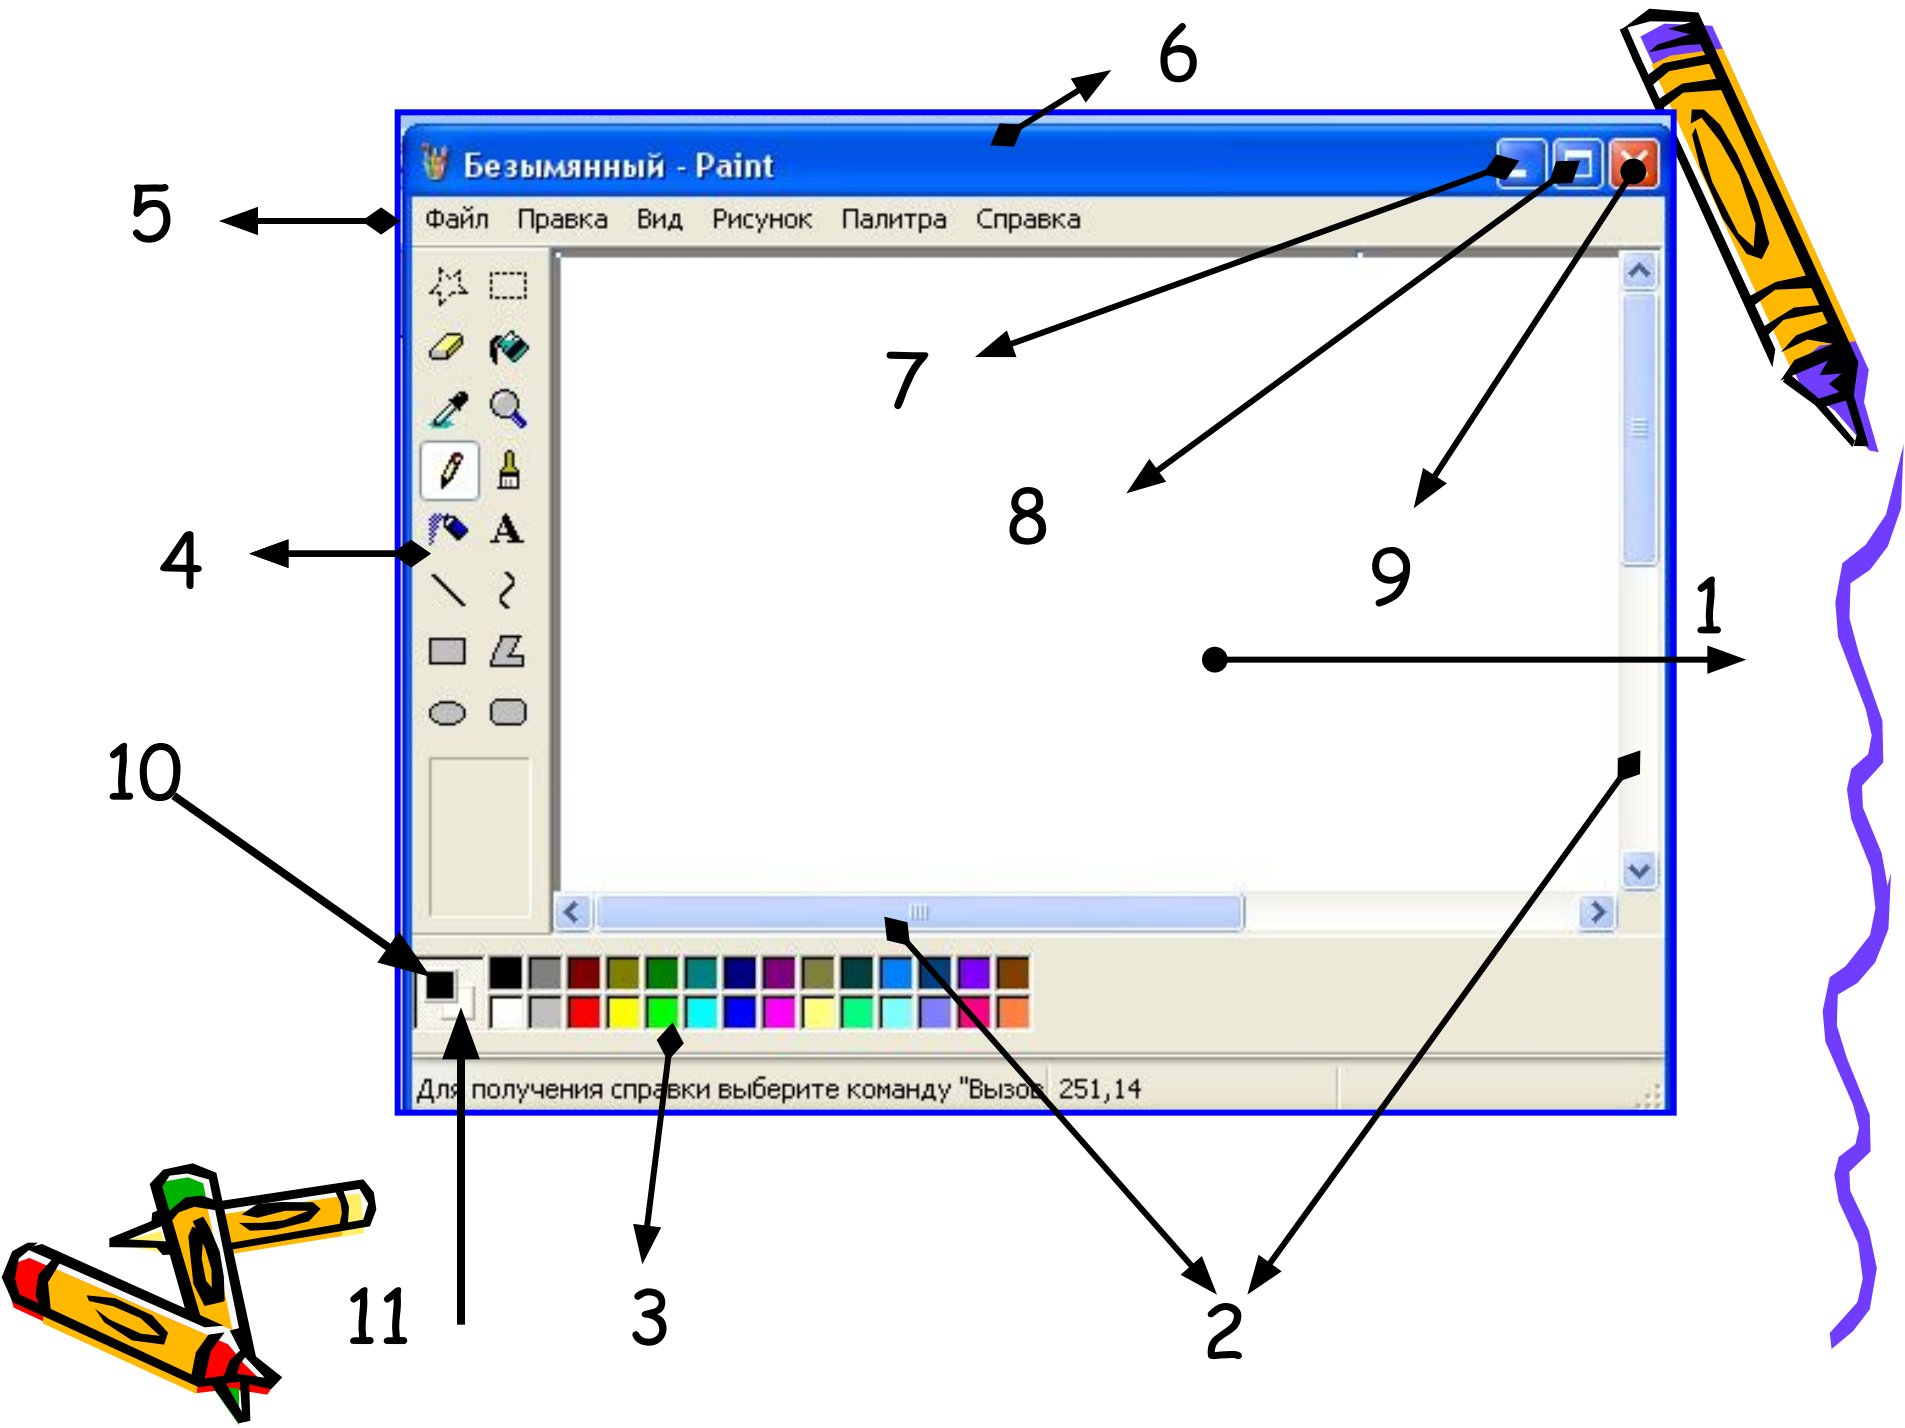 6
Безымянный - Paint
5
Файл Правка Вид Рисунок Палитра Справка
7
8
9
4
A
1
10
Для получения справки выберите команду "Вызов 251,14
11
3
2